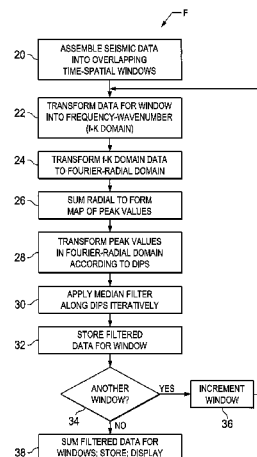 F
20
ASSEMBLE SEISMIC DATA
INTO OVERLAPPING
TIME-SPATIAL WINDOWS
22
TRANSFORM DATA FOR WINDOW
INTO FREQUENCY-WAVENUMBER
(f-K DOMAIN)
24
TRANSFORM f-K DOMAIN DATA
TO FOURIER-RADIAL DOMAIN
26
SUM RADIAL TO FORM
MAP OF PEAK VALUES
28
TRANSFORM PEAK VALUES
IN FOURIER-RADIAL DOMAIN
ACCORDING TO DIPS
30
APPLY MEDIAN FILTER
ALONG DIPS ITERATIVELY
32
STORE FILTERED
DATA FOR WINDOW
ANOTHER
WINDOW?
34
YES
INCREMENT
WINDOW
36
NO
38
SUM FILTERED DATA FOR
WINDOWS; STORE; DISPLAY